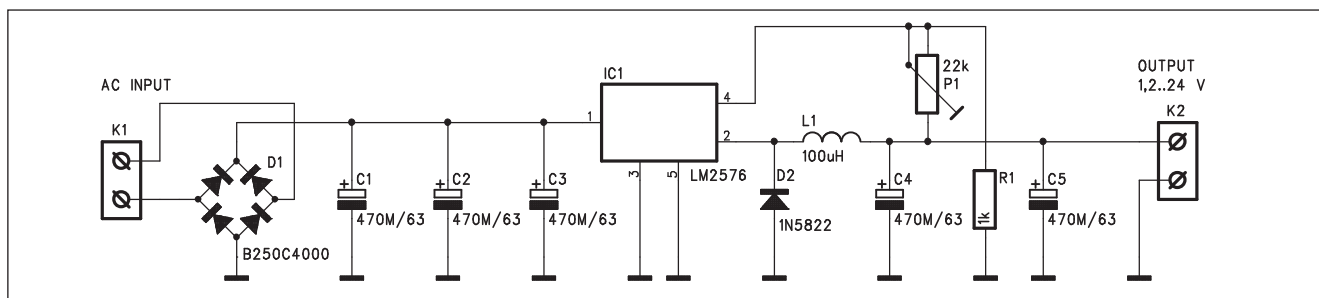 AC INPUT
K1
D1
B250C4000
C1
+
470M/63
C2
+
470M/63
C3
+
470M/63
IC1
1
4
2
3
5
LM2576
L1
100uH
D2
1N5822
22k
P1
C4
+
470M/63
R1
1k
C5
+
470M/63
OUTPUT
1,2..24 V
K2